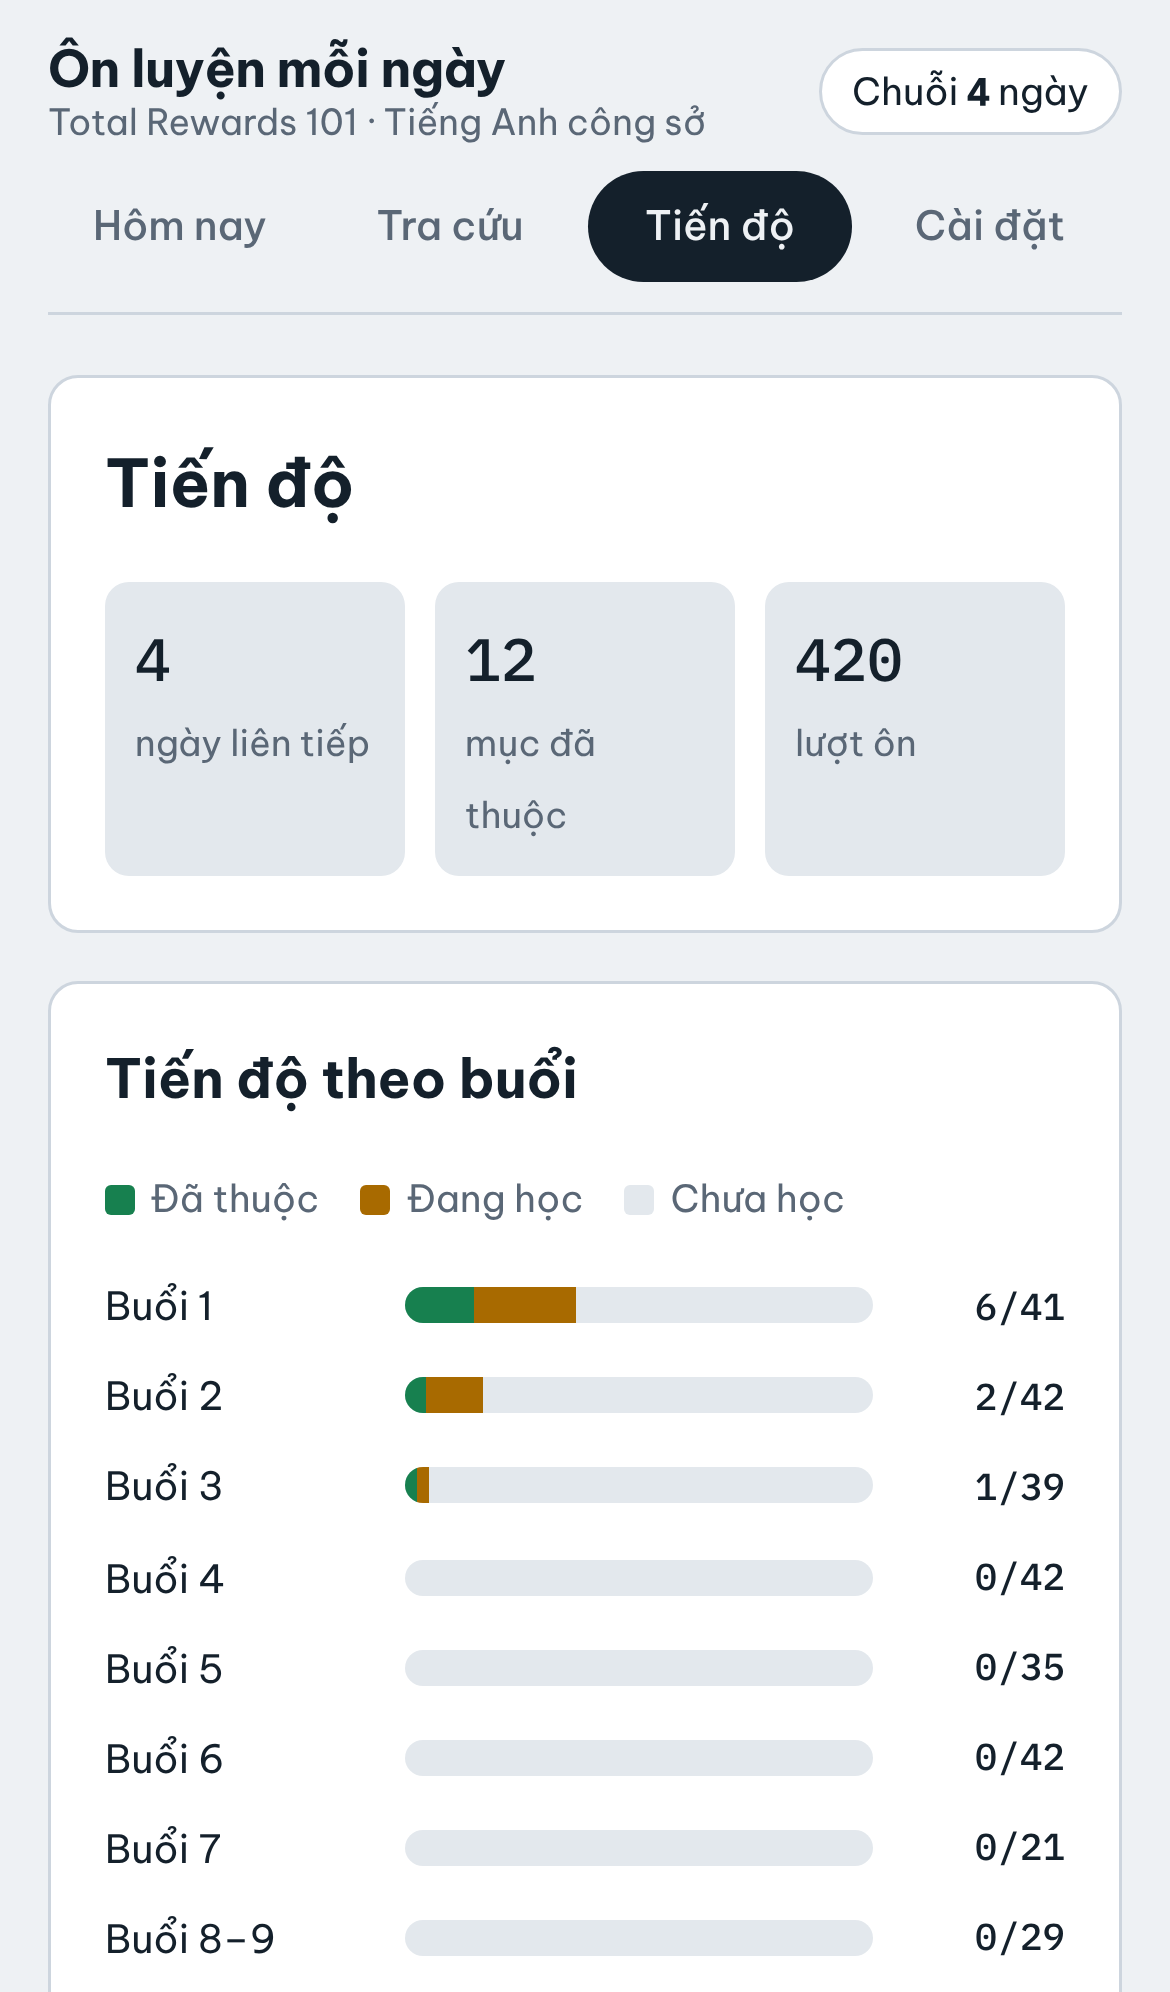 Ôn luyện mỗi ngày
Total Rewards 101 · Tiếng Anh công sở
Chuỗi 4 ngày
Hôm nay
Tra cứu
Tiến độ
Cài đặt
Tiến độ
4
ngày liên tiếp
12
mục đã
thuộc
420
lượt ôn
Tiến độ theo buổi
Đã thuộc
Đang học
Chưa học
Buổi 1 6/41
Buổi 2 2/42
Buổi 3 1/39
Buổi 4 0/42
Buổi 5 0/35
Buổi 6 0/42
Buổi 7 0/21
Buổi 8–9 0/29